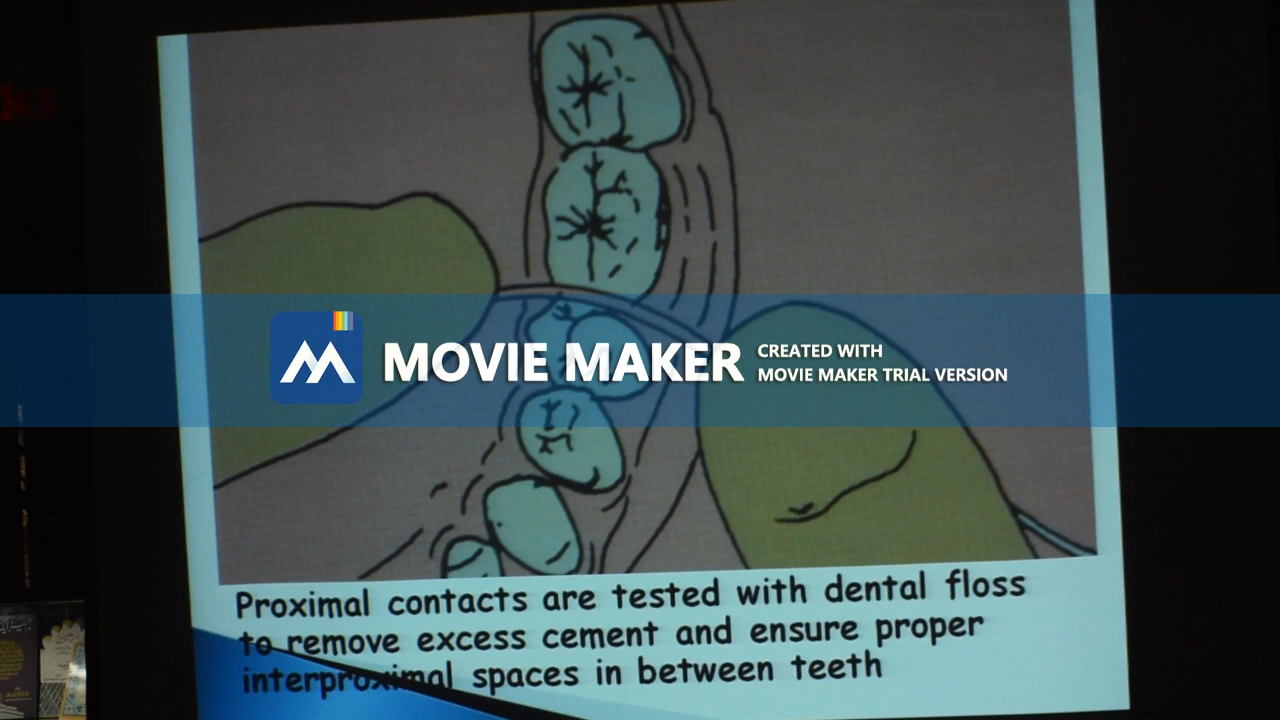 ks
MOVIE MAKER
CREATED WITH
MOVIE MAKER TRIAL VERSION
Proximal contacts are tested with dental floss
to remove excess cement and ensure proper
interproximal spaces in between teeth